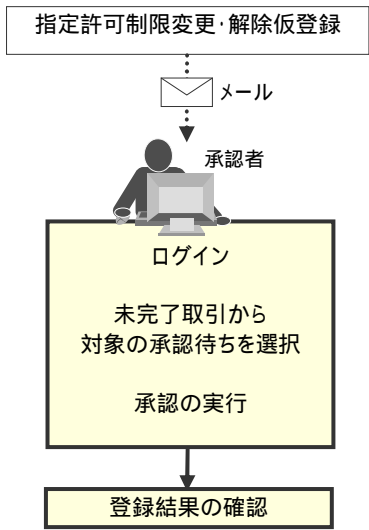 指定許可制限変更・解除仮登録
メール
承認者
ログイン
未完了取引から
対象の承認待ちを選択
承認の実行
登録結果の確認